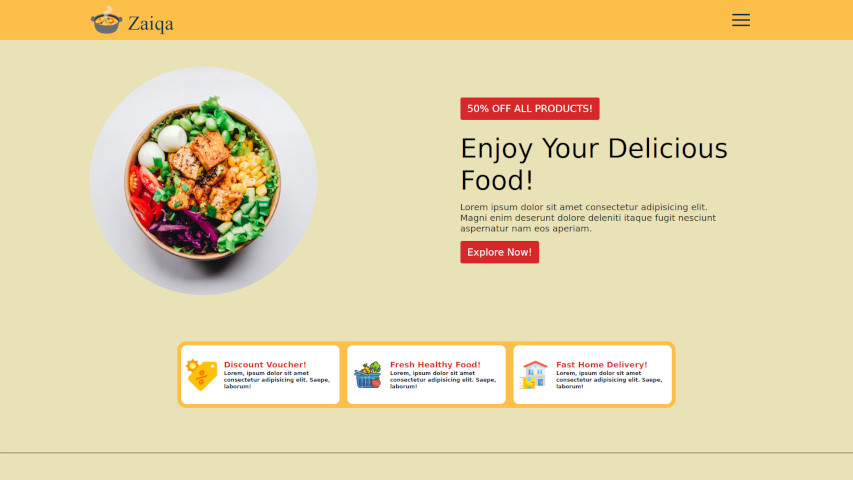 Zaiqa
50% OFF ALL PRODUCTS!
Enjoy Your Delicious
Food!
Lorem ipsum dolor sit amet consectetur adipisicing elit.
Magni enim deserunt dolore deleniti itaque fugit nesciunt
aspernatur nam eos aperiam.
Explore Now!
Discount Voucher!
Lorem, ipsum dolor sit amet
consectetur adipisicing elit. Saepe,
laborum!
Fresh Healthy Food!
Lorem, ipsum dolor sit amet
consectetur adipisicing elit. Saepe,
laborum!
Fast Home Delivery!
Lorem, ipsum dolor sit amet
consectetur adipisicing elit. Saepe,
laborum!